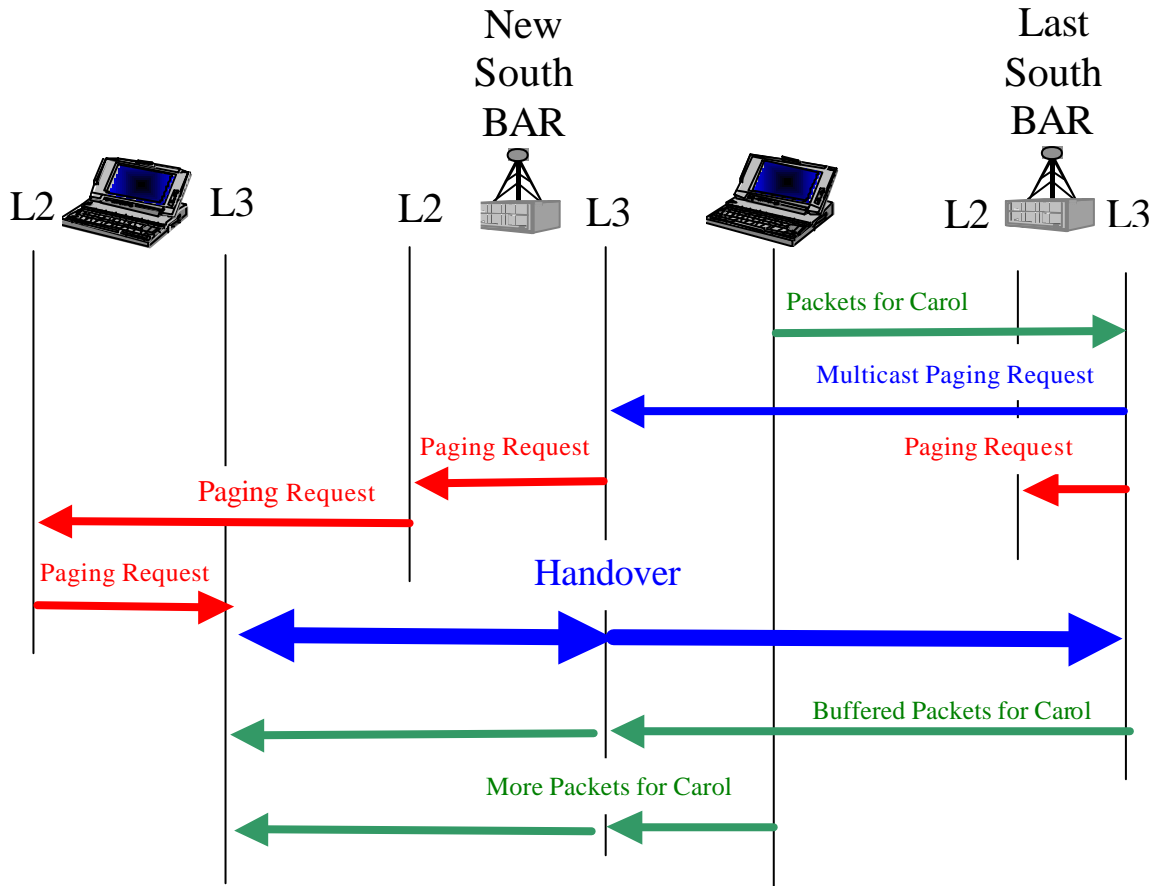 New
South
BAR
Last
South
BAR
L2
L3
L2
L3
L2
L3
Packets for Carol
Multicast Paging Request
Paging Request
Paging Request
Paging Request
Paging Request
Handover
Buffered Packets for Carol
More Packets for Carol